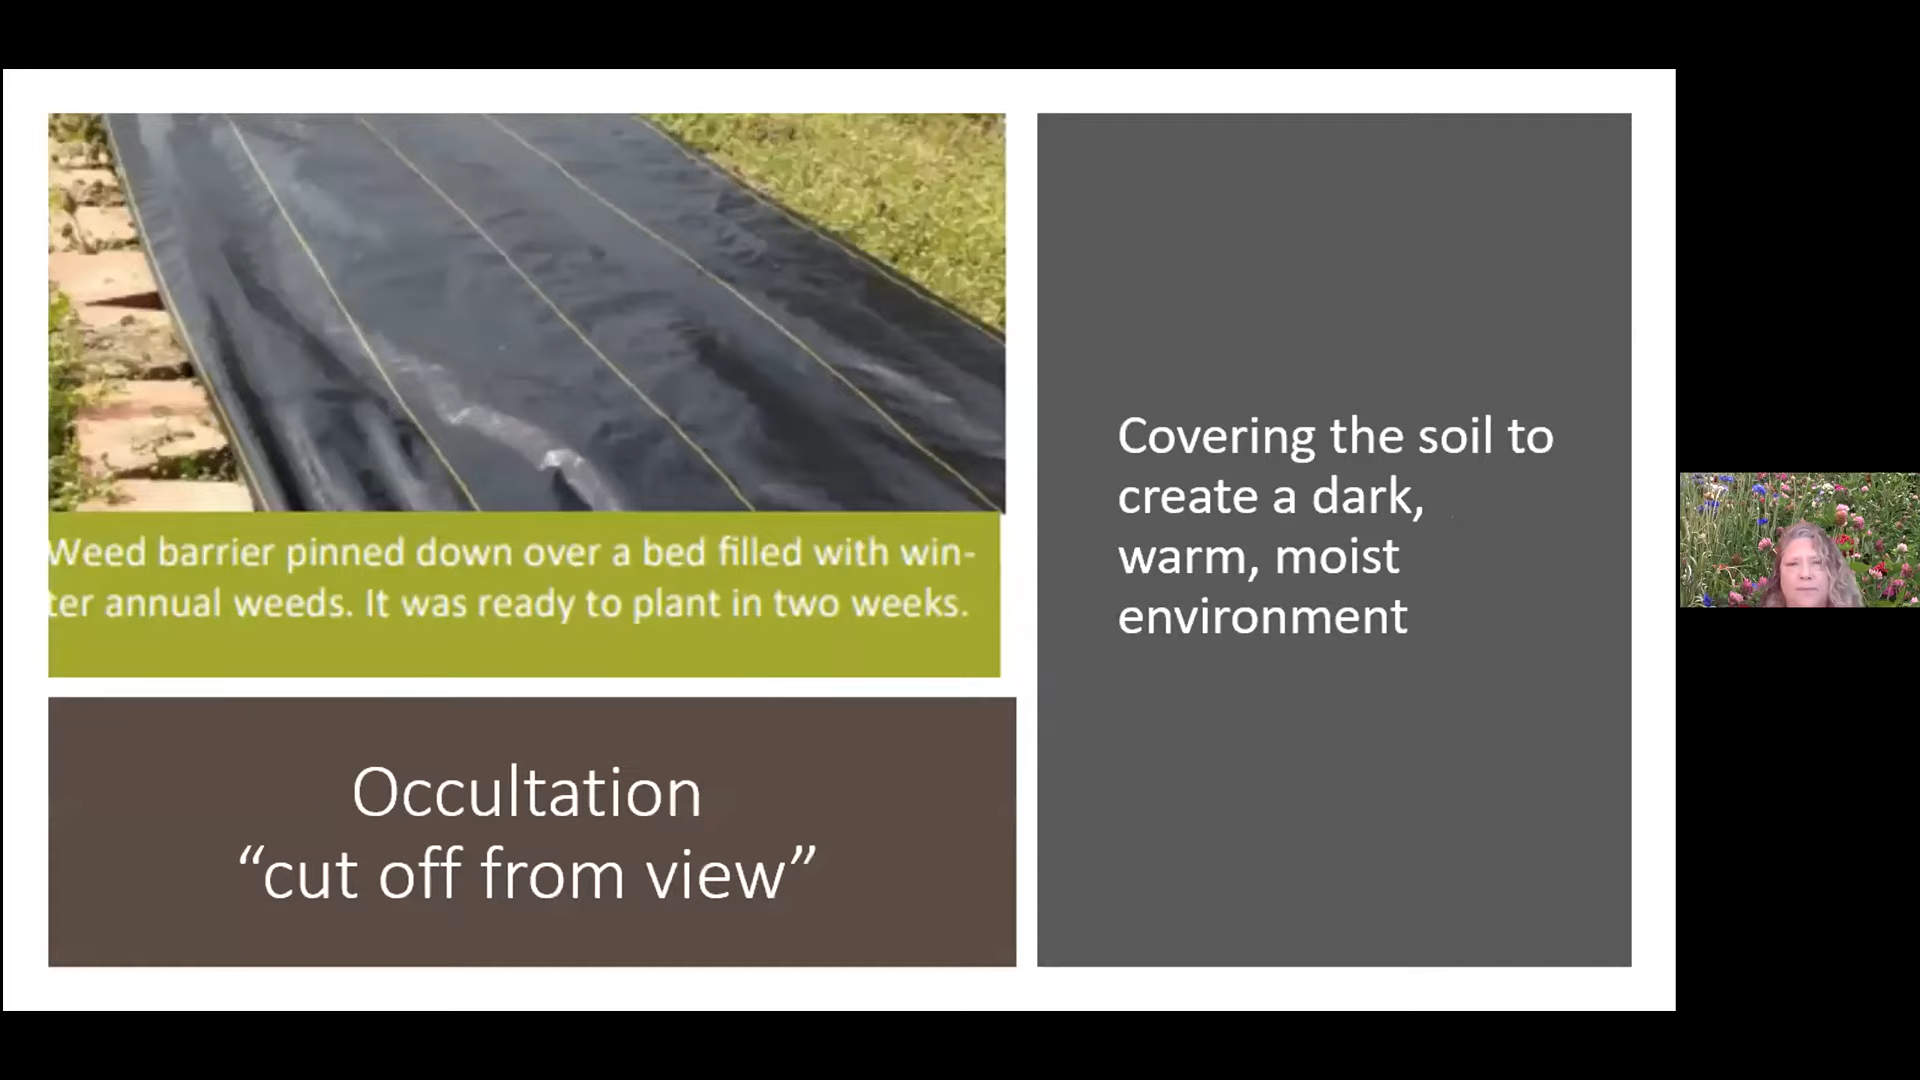 Weed barrier pinned down over a bed filled with win-
ter annual weeds. It was ready to plant in two weeks.
Occultation
“cut off from view”
Covering the soil to
create a dark,
warm, moist
environment